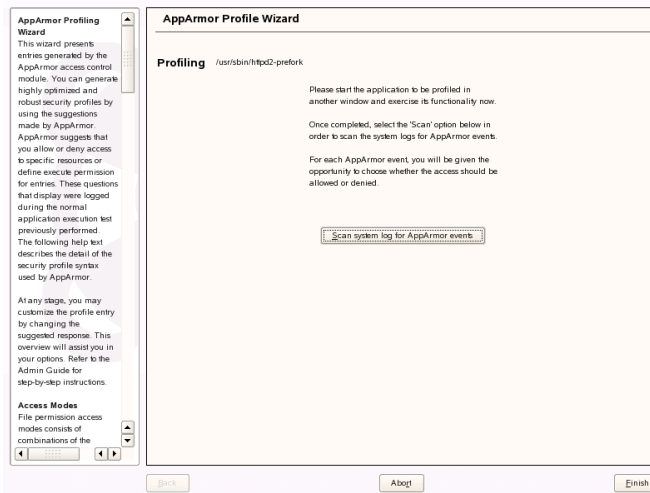 AppArmor Profiling
Wizard
This wizard presents
entries generated by the
AppArmor access control
module. You can generate
highly optimized and
robust security profiles by
using the suggestions
made by AppArmor.
AppArmor suggests that
you allow or deny access
to specific resources or
define execute permission
for entries. These questions
that display were logged
during the normal
application execution test
previously performed.
The following help text
describes the detail of the
security profile syntax
used by AppArmor.
At any stage, you may
customize the profile entry
by changing the
suggested response. This
overview will assist you in
your options. Refer to the
Admin Guide for
step-by-step instructions.
Access Modes
File permission access
modes consists of
combinations of the
AppArmor Profile Wizard
Profiling /usr/sbin/httpd2-prefork
Please start the application to be profiled in
another window and exercise its functionality now.
Once completed, select the 'Scan' option below in
order to scan the system logs for AppArmor events.
For each AppArmor event, you will be given the
opportunity to choose whether the access should be
allowed or denied.
Scan system log for AppArmor events
Back
Abort
Finish